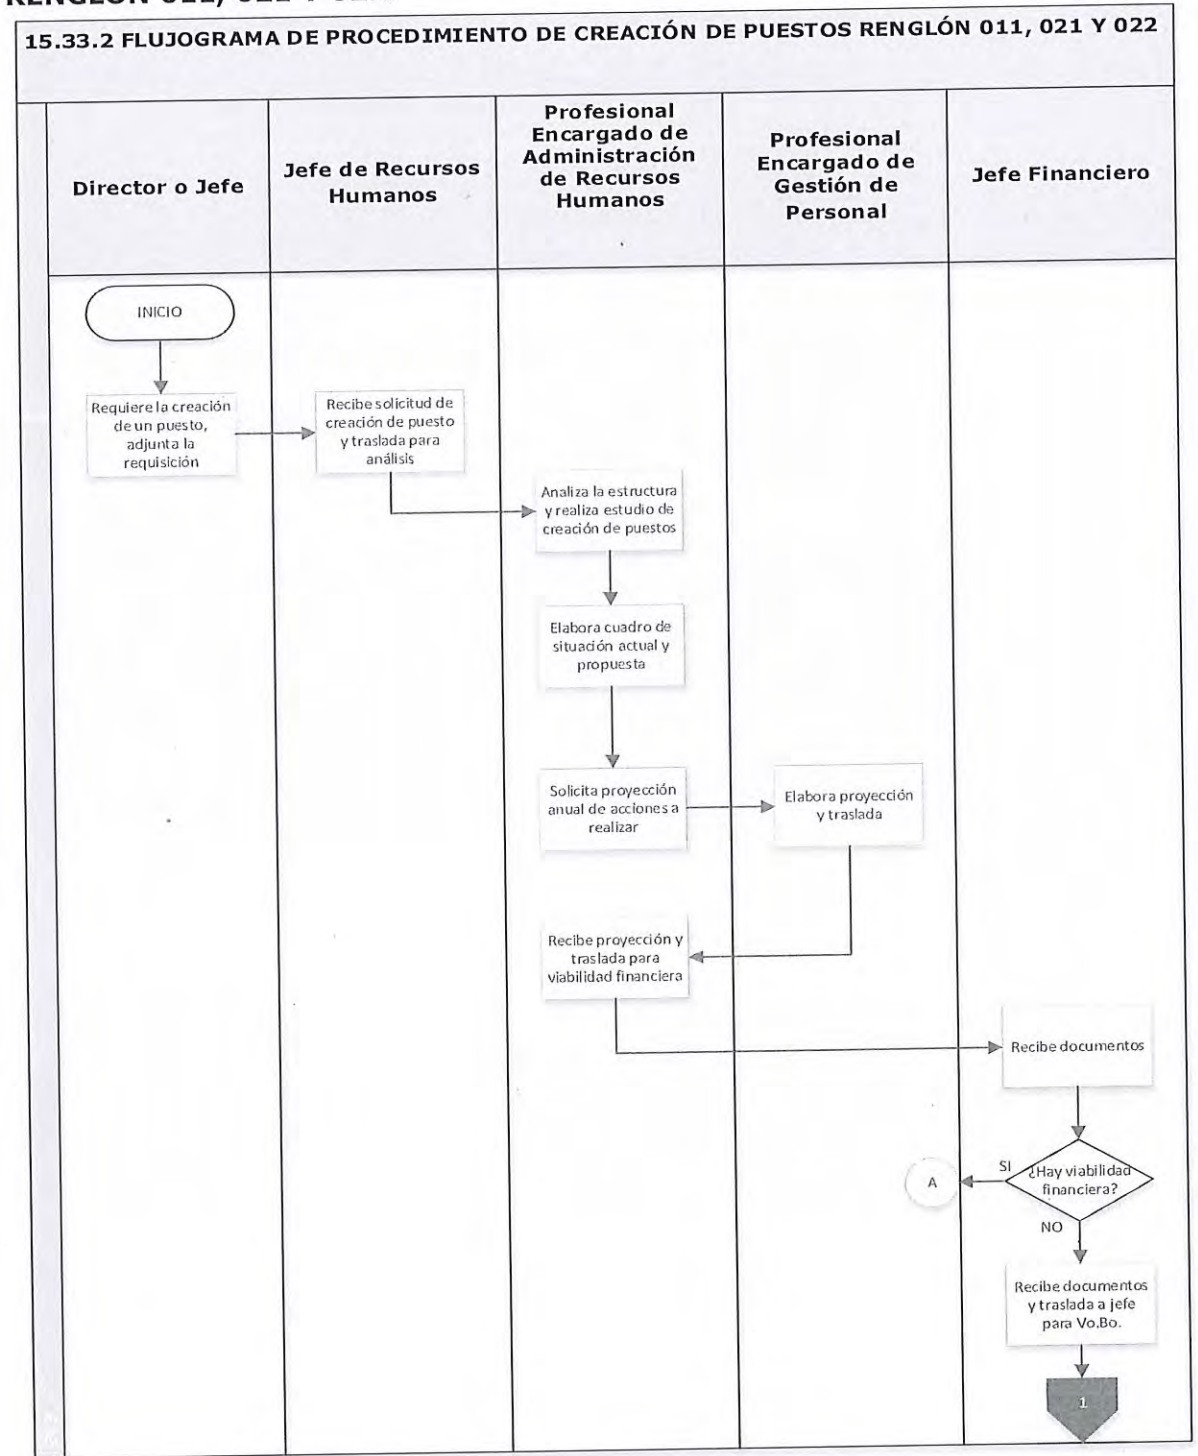 15.33.2 FLUJOGRAMA DE PROCEDIMIENTO DE CREACIÓN DE PUESTOS RENGLÓN 011, 021 Y 022
Director o Jefe
Jefe de Recursos
Humanos
Profesional
Encargado de
Administración
de Recursos
Humanos
Profesional
Encargado de
Gestión de
Personal
Jefe Financiero
INICIO
Requiere la creación
de un puesto,
adjunta la
requisición
Recibe solicitud de
creación de puesto
y traslada para
análisis
Analiza la estructura
y realiza estudio de
creación de puestos
Elabora cuadro de
situación actual y
propuesta
Solicita proyección
anual de acciones a
realizar
Elabora proyección
y traslada
Recibe proyección y
traslada para
viabilidad financiera
Recibe documentos
¿Hay viabilidad
financiera?
SI
A
NO
Recibe documentos
y traslada a jefe
para Vo.Bo.
1